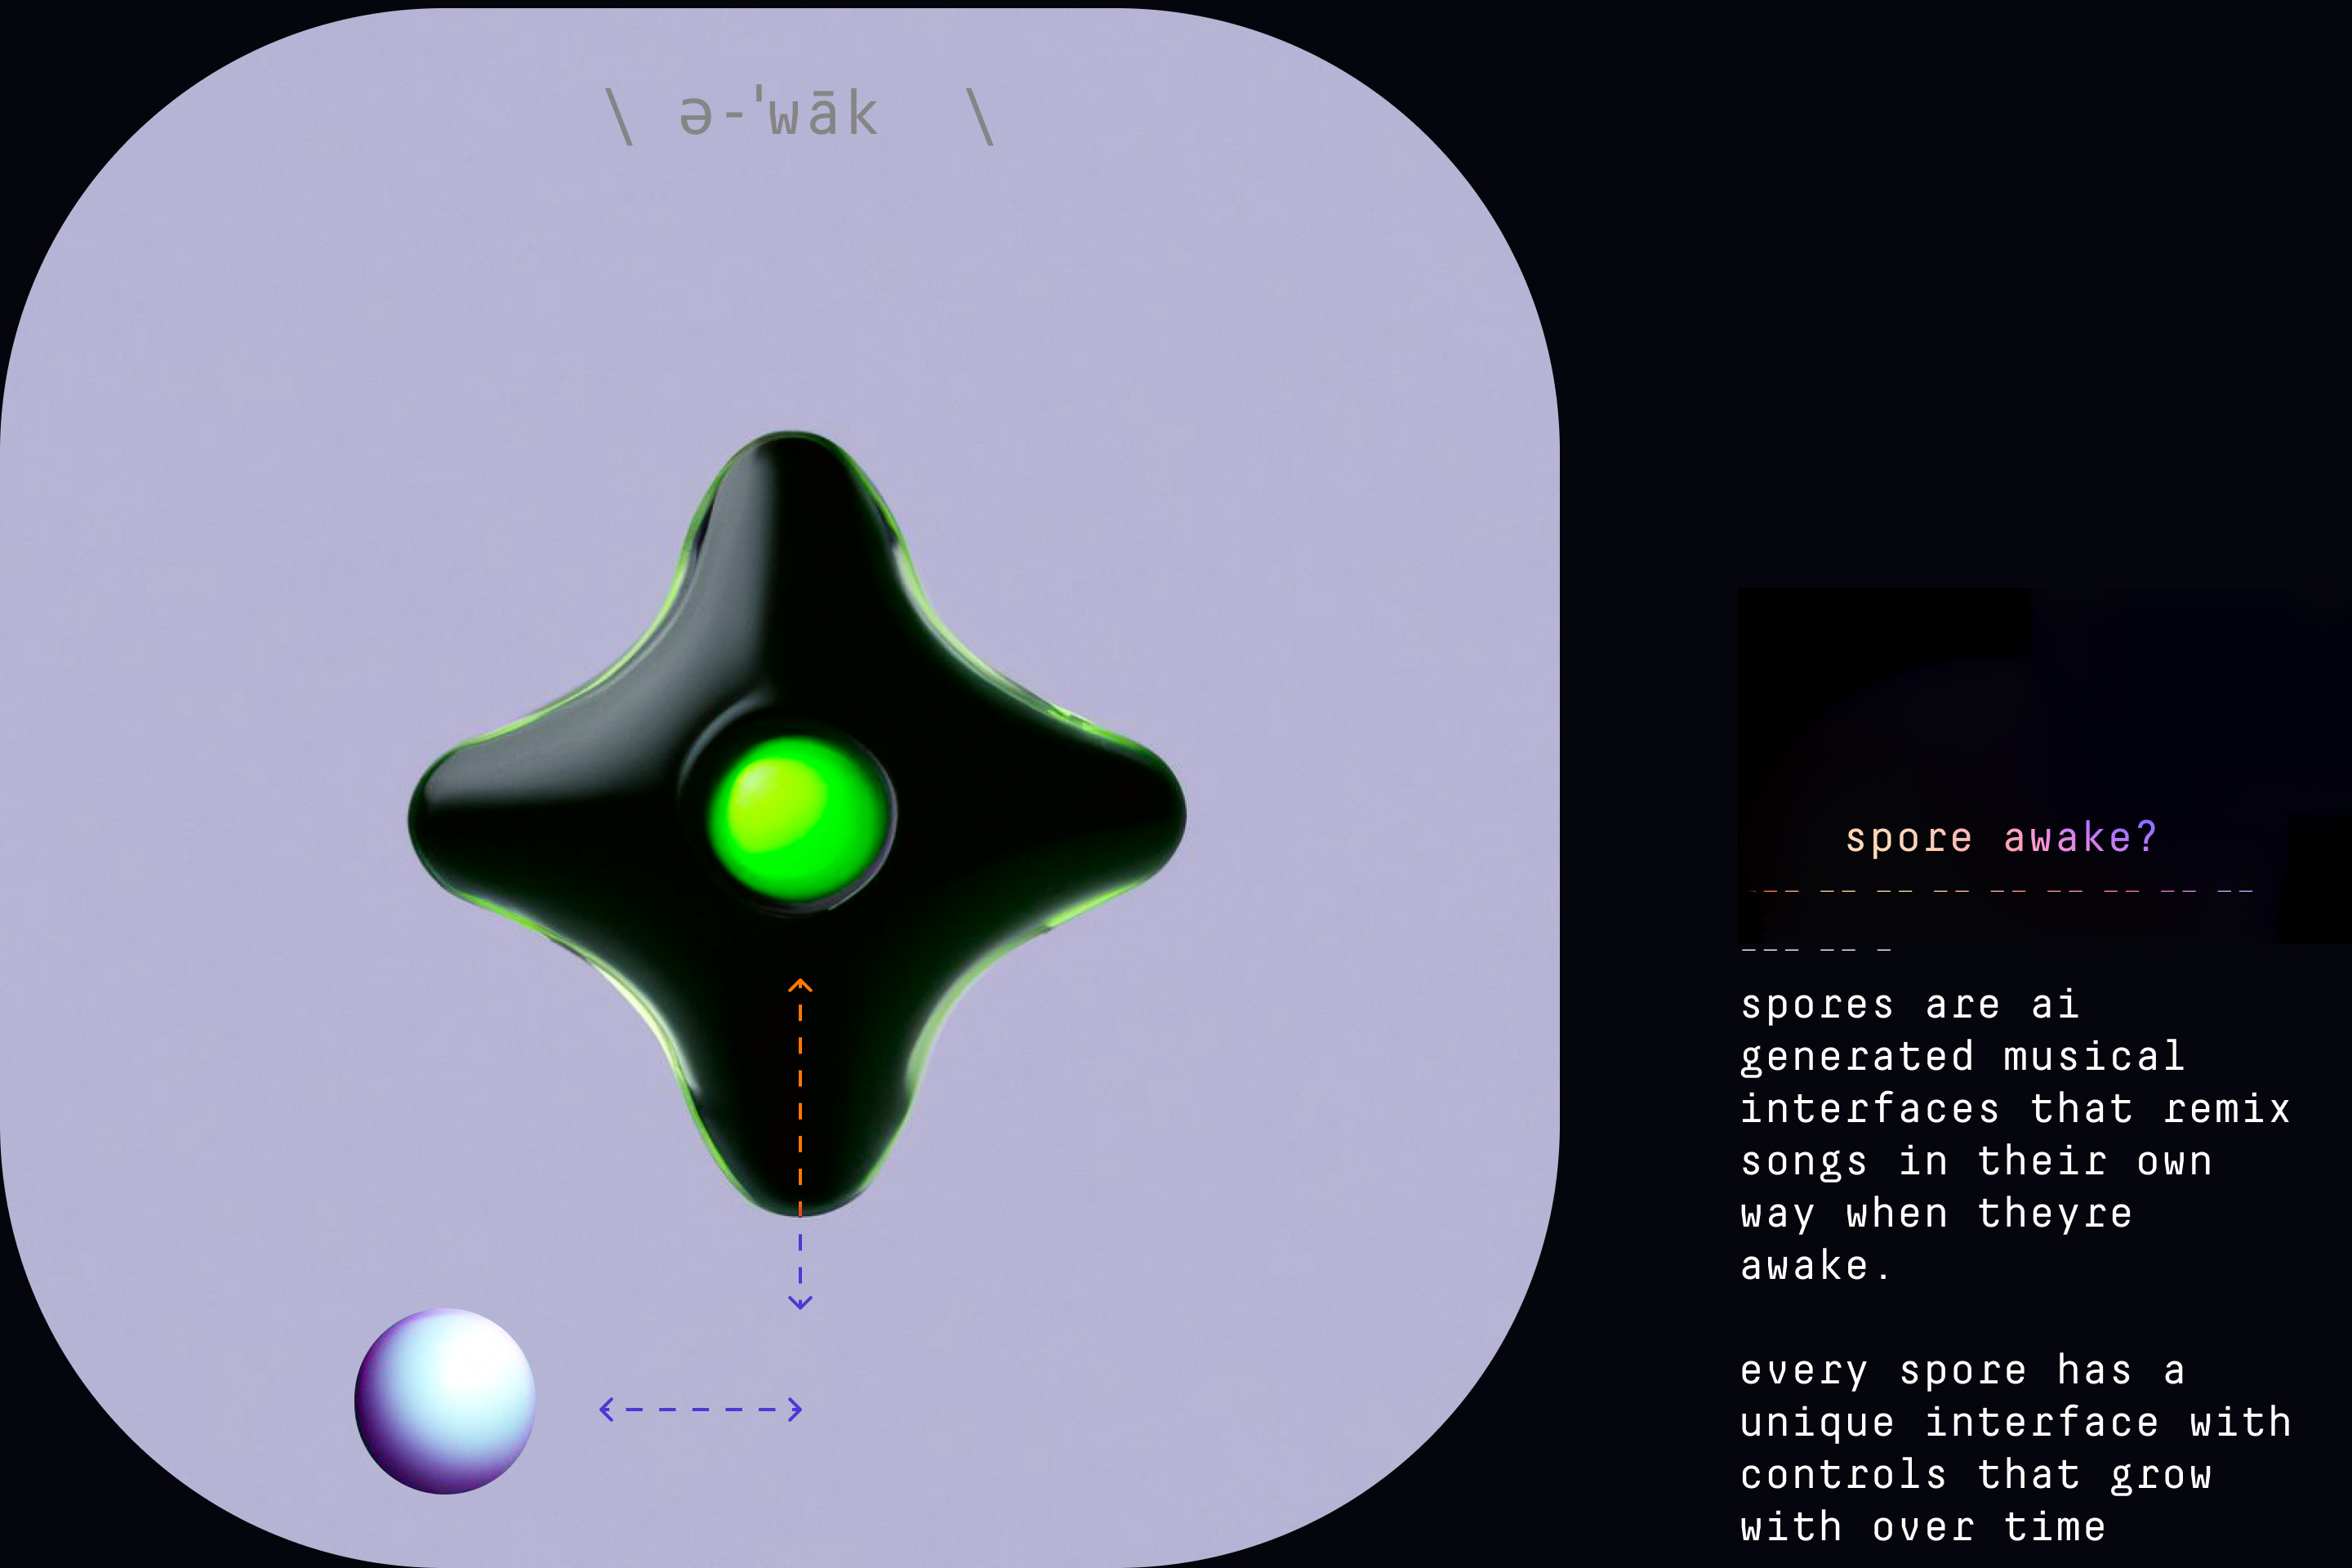 \ ə-ˈwāk \
spore awake?
--- -- -- -- -- -- -- -- --
--- -- -
spores are ai
generated musical
interfaces that remix
songs in their own
way when theyre
awake.
every spore has a
unique interface with
controls that grow
with over time